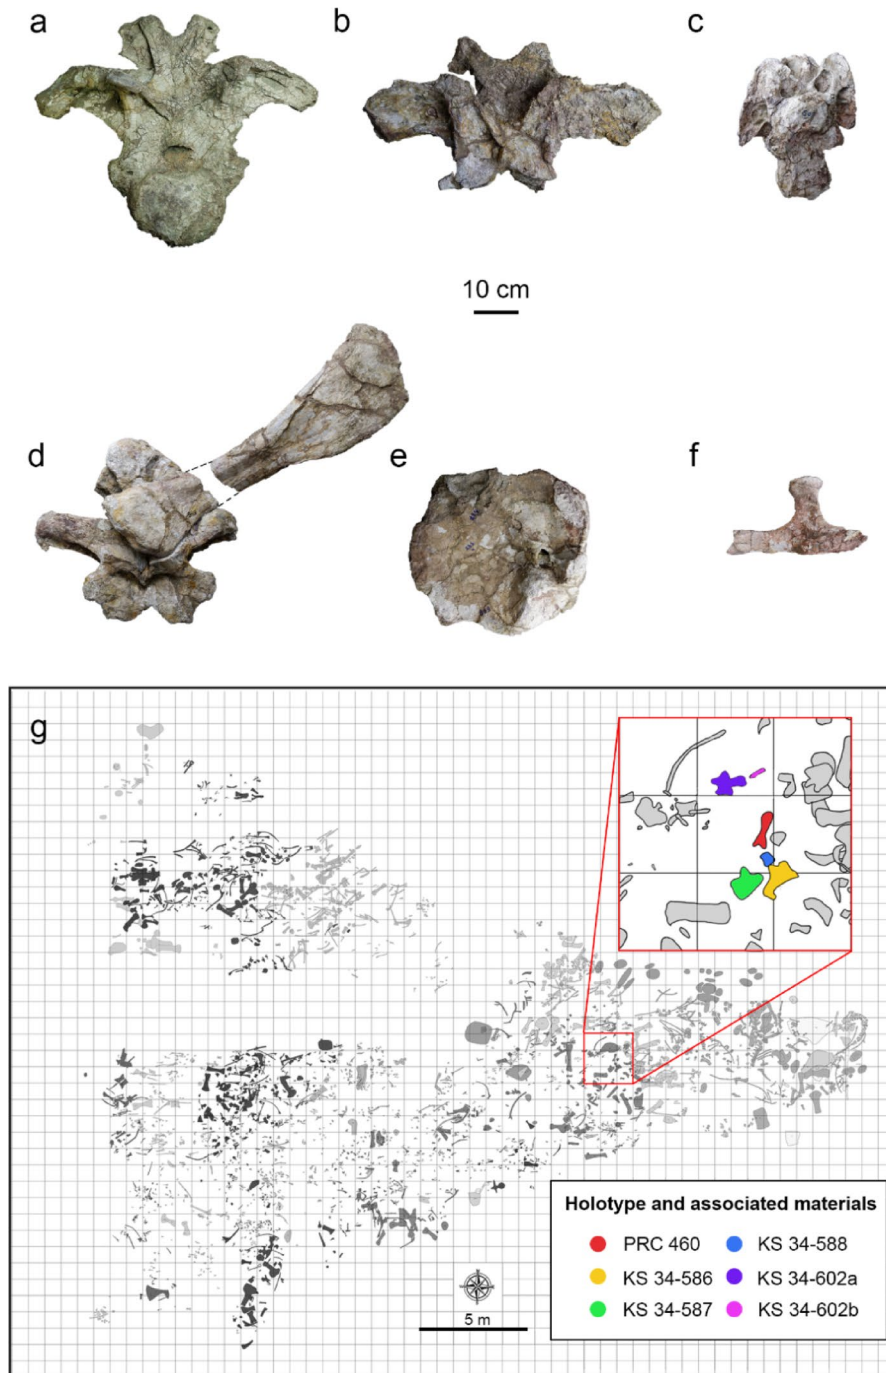 a
b
c
10 cm
d
e
f
g
5 m
Holotype and associated materials
PRC 460
KS 34-588
KS 34-586
KS 34-602a
KS 34-587
KS 34-602b